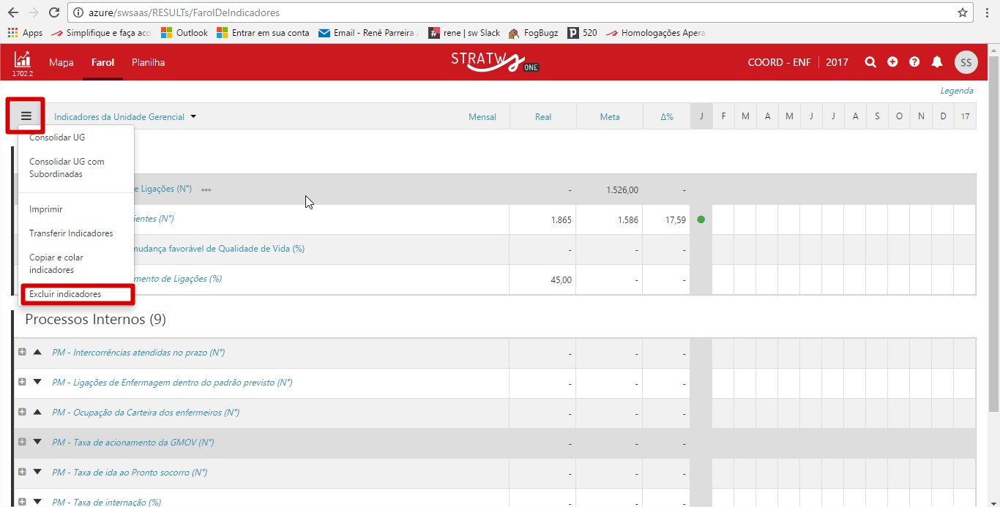 azure/swsaas/RESULTs/FarolDeIndicadores
Apps Simplifique e faça aco Outlook Entrar em sua conta Email - Renê Parreira rene | sw Slack FogBugz 520 Homologações Apera
1702.2 Mapa Farol Planilha STRATWs ONE COORD - ENF 2017 SS
Legenda
Indicadores da Unidade Gerencial Mensal Real Meta Δ% J F M A M J J A S O N D 17
Consolidar UG
Consolidar UG com
Subordinadas
e Ligações (N°) ••• - 1.526,00 -
Imprimir
ientes (N°) 1.865 1.586 17,59
Transferir Indicadores
mudança favorável de Qualidade de Vida (%) - - -
Copiar e colar
indicadores
mento de Ligações (%) 45,00 - -
Excluir indicadores
Processos Internos (9)
PM - Intercorrências atendidas no prazo (N°) - - -
PM - Ligações de Enfermagem dentro do padrão previsto (N°) - - -
PM - Ocupação da Carteira dos enfermeiros (N°) - - -
PM - Taxa de acionamento da GMOV (N°) - - -
PM - Taxa de ida ao Pronto socorro (N°) - - -
PM - Taxa de internação (%) - - -